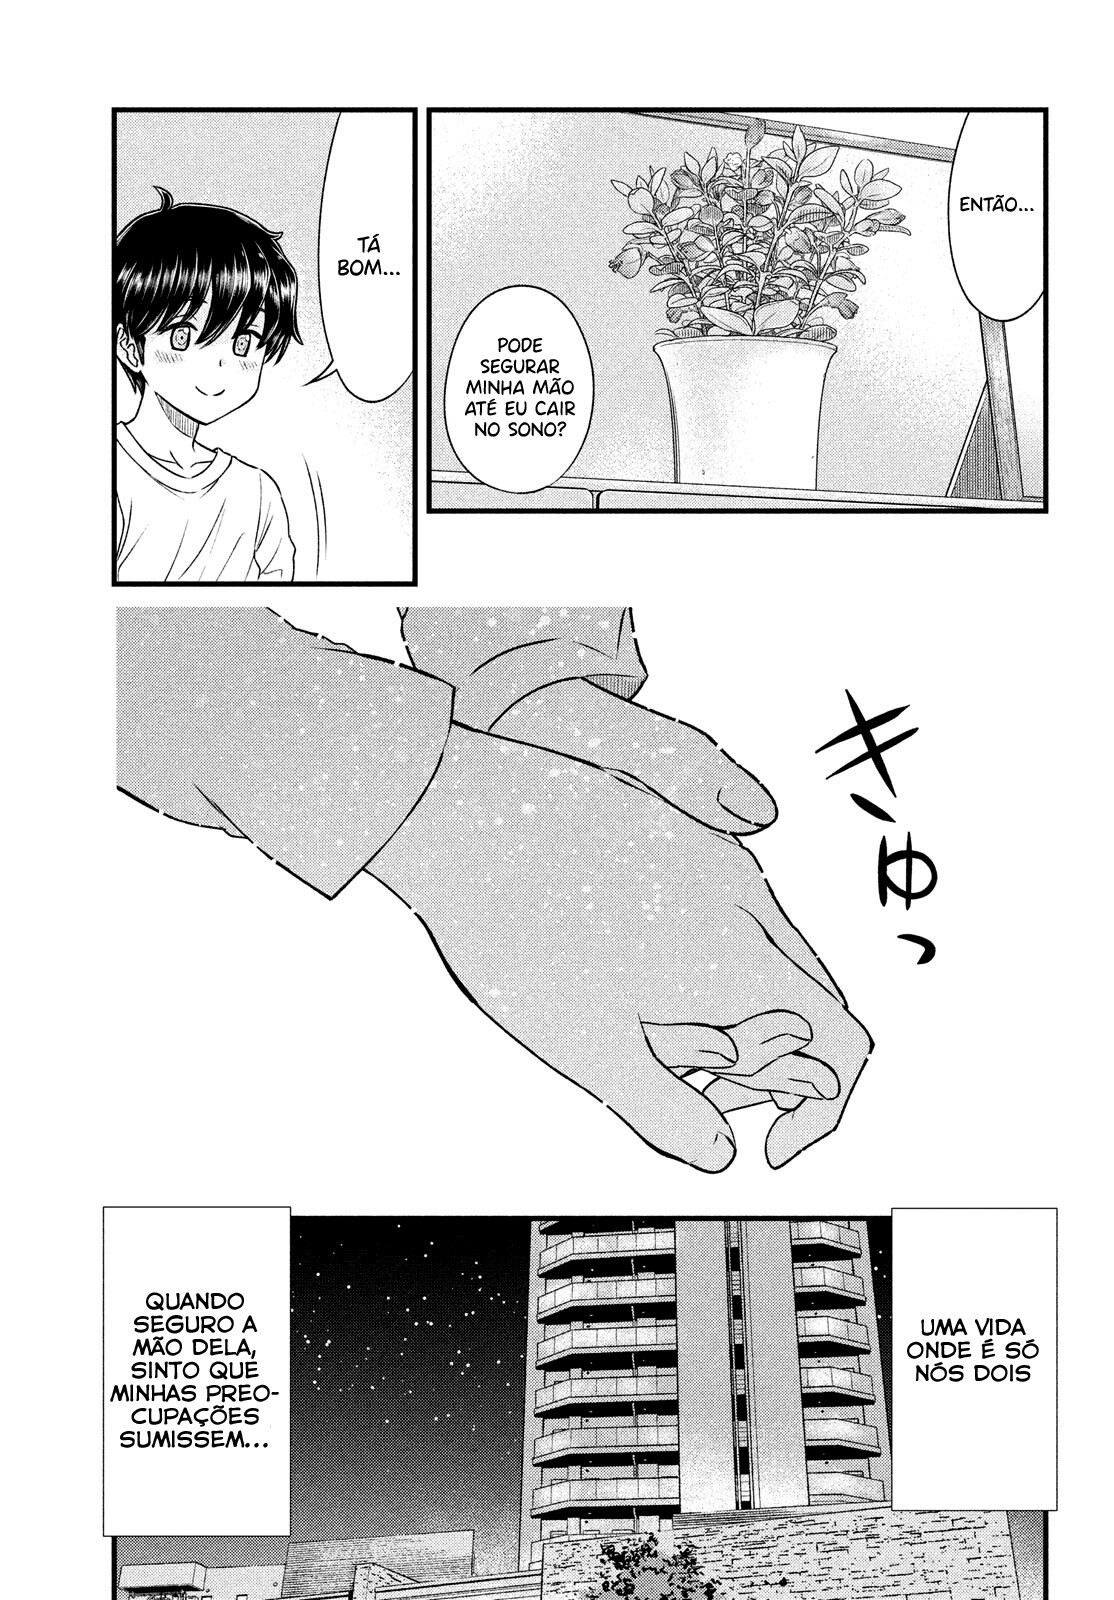 ENTÃO...
PODE
SEGURAR
MINHA MÃO
ATÉ EU CAIR
NO SONO?
TÁ
BOM...
ぎゅっ
UMA VIDA
ONDE É SÓ
NÓS DOIS
QUANDO
SEGURO A
MÃO DELA,
SINTO QUE
MINHAS PREO-
CUPAÇÕES
SUMISSEM...